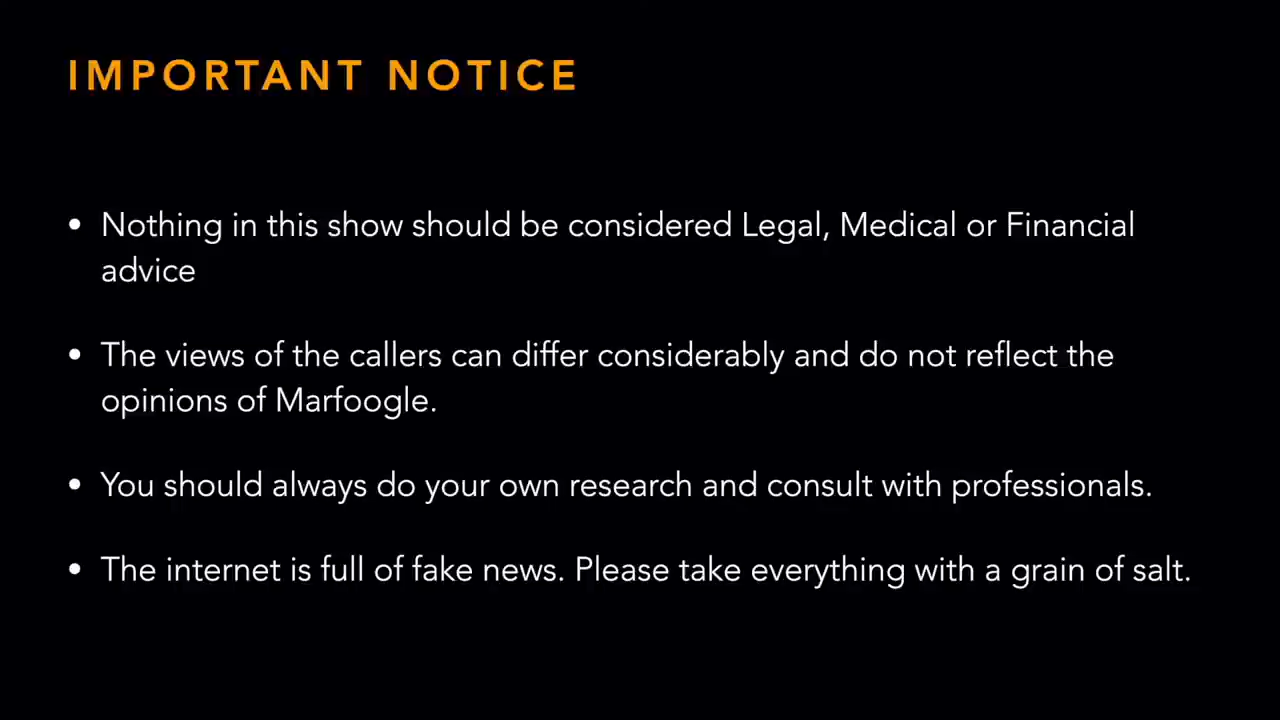 IMPORTANT NOTICE
• Nothing in this show should be considered Legal, Medical or Financial
advice
• The views of the callers can differ considerably and do not reflect the
opinions of Marfoogle.
• You should always do your own research and consult with professionals.
• The internet is full of fake news. Please take everything with a grain of salt.